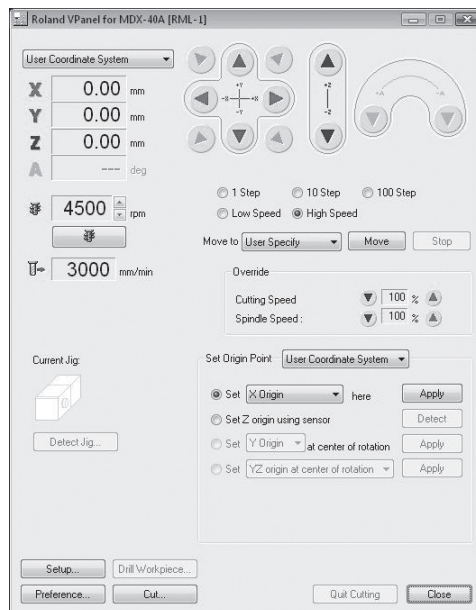 Roland VPanel for MDX-40A [RML-1]
User Coordinate System
X 0.00 mm
Y 0.00 mm
Z 0.00 mm
A --- deg
+Y
-X +X
-Y
+Z
-Z
+A -A
4500 rpm
3000 mm/min
1 Step 10 Step 100 Step
Low Speed High Speed
Move to User Specify Move Stop
Override
Cutting Speed 100 %
Spindle Speed : 100 %
Current Jig:
Detect Jig...
Set Origin Point User Coordinate System
Set X Origin here Apply
Set Z origin using sensor Detect
Set Y Origin at center of rotation Apply
Set YZ origin at center of rotation Apply
Setup... Drill Workpiece...
Preference... Cut... Quit Cutting Close